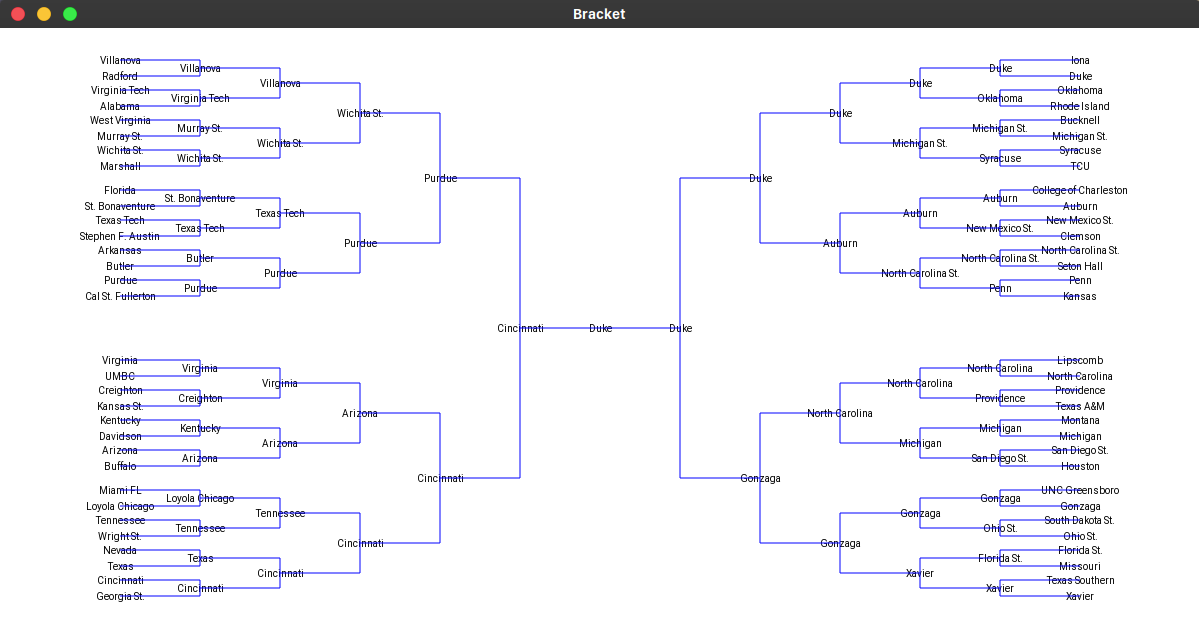 Bracket
Villanova
Radford
Virginia Tech
Alabama
West Virginia
Murray St.
Wichita St.
Marshall
Florida
St. Bonaventure
Texas Tech
Stephen F. Austin
Arkansas
Butler
Purdue
Cal St. Fullerton
Virginia
UMBC
Creighton
Kansas St.
Kentucky
Davidson
Arizona
Buffalo
Miami FL
Loyola Chicago
Tennessee
Wright St.
Nevada
Texas
Cincinnati
Georgia St.
Villanova
Virginia Tech
Murray St.
Wichita St.
St. Bonaventure
Texas Tech
Butler
Purdue
Virginia
Creighton
Kentucky
Arizona
Loyola Chicago
Tennessee
Texas
Cincinnati
Villanova
Wichita St.
Texas Tech
Purdue
Virginia
Arizona
Tennessee
Cincinnati
Wichita St.
Purdue
Arizona
Cincinnati
Purdue
Cincinnati
Cincinnati
Duke
Duke
Duke
Gonzaga
Duke
Auburn
North Carolina
Gonzaga
Duke
Michigan St.
Auburn
North Carolina St.
North Carolina
Michigan
Gonzaga
Xavier
Duke
Oklahoma
Michigan St.
Syracuse
Auburn
New Mexico St.
North Carolina St.
Penn
North Carolina
Providence
Michigan
San Diego St.
Gonzaga
Ohio St.
Florida St.
Xavier
Iona
Duke
Oklahoma
Rhode Island
Bucknell
Michigan St.
Syracuse
TCU
College of Charleston
Auburn
New Mexico St.
Clemson
North Carolina St.
Seton Hall
Penn
Kansas
Lipscomb
North Carolina
Providence
Texas A&M
Montana
Michigan
San Diego St.
Houston
UNC Greensboro
Gonzaga
South Dakota St.
Ohio St.
Florida St.
Missouri
Texas Southern
Xavier